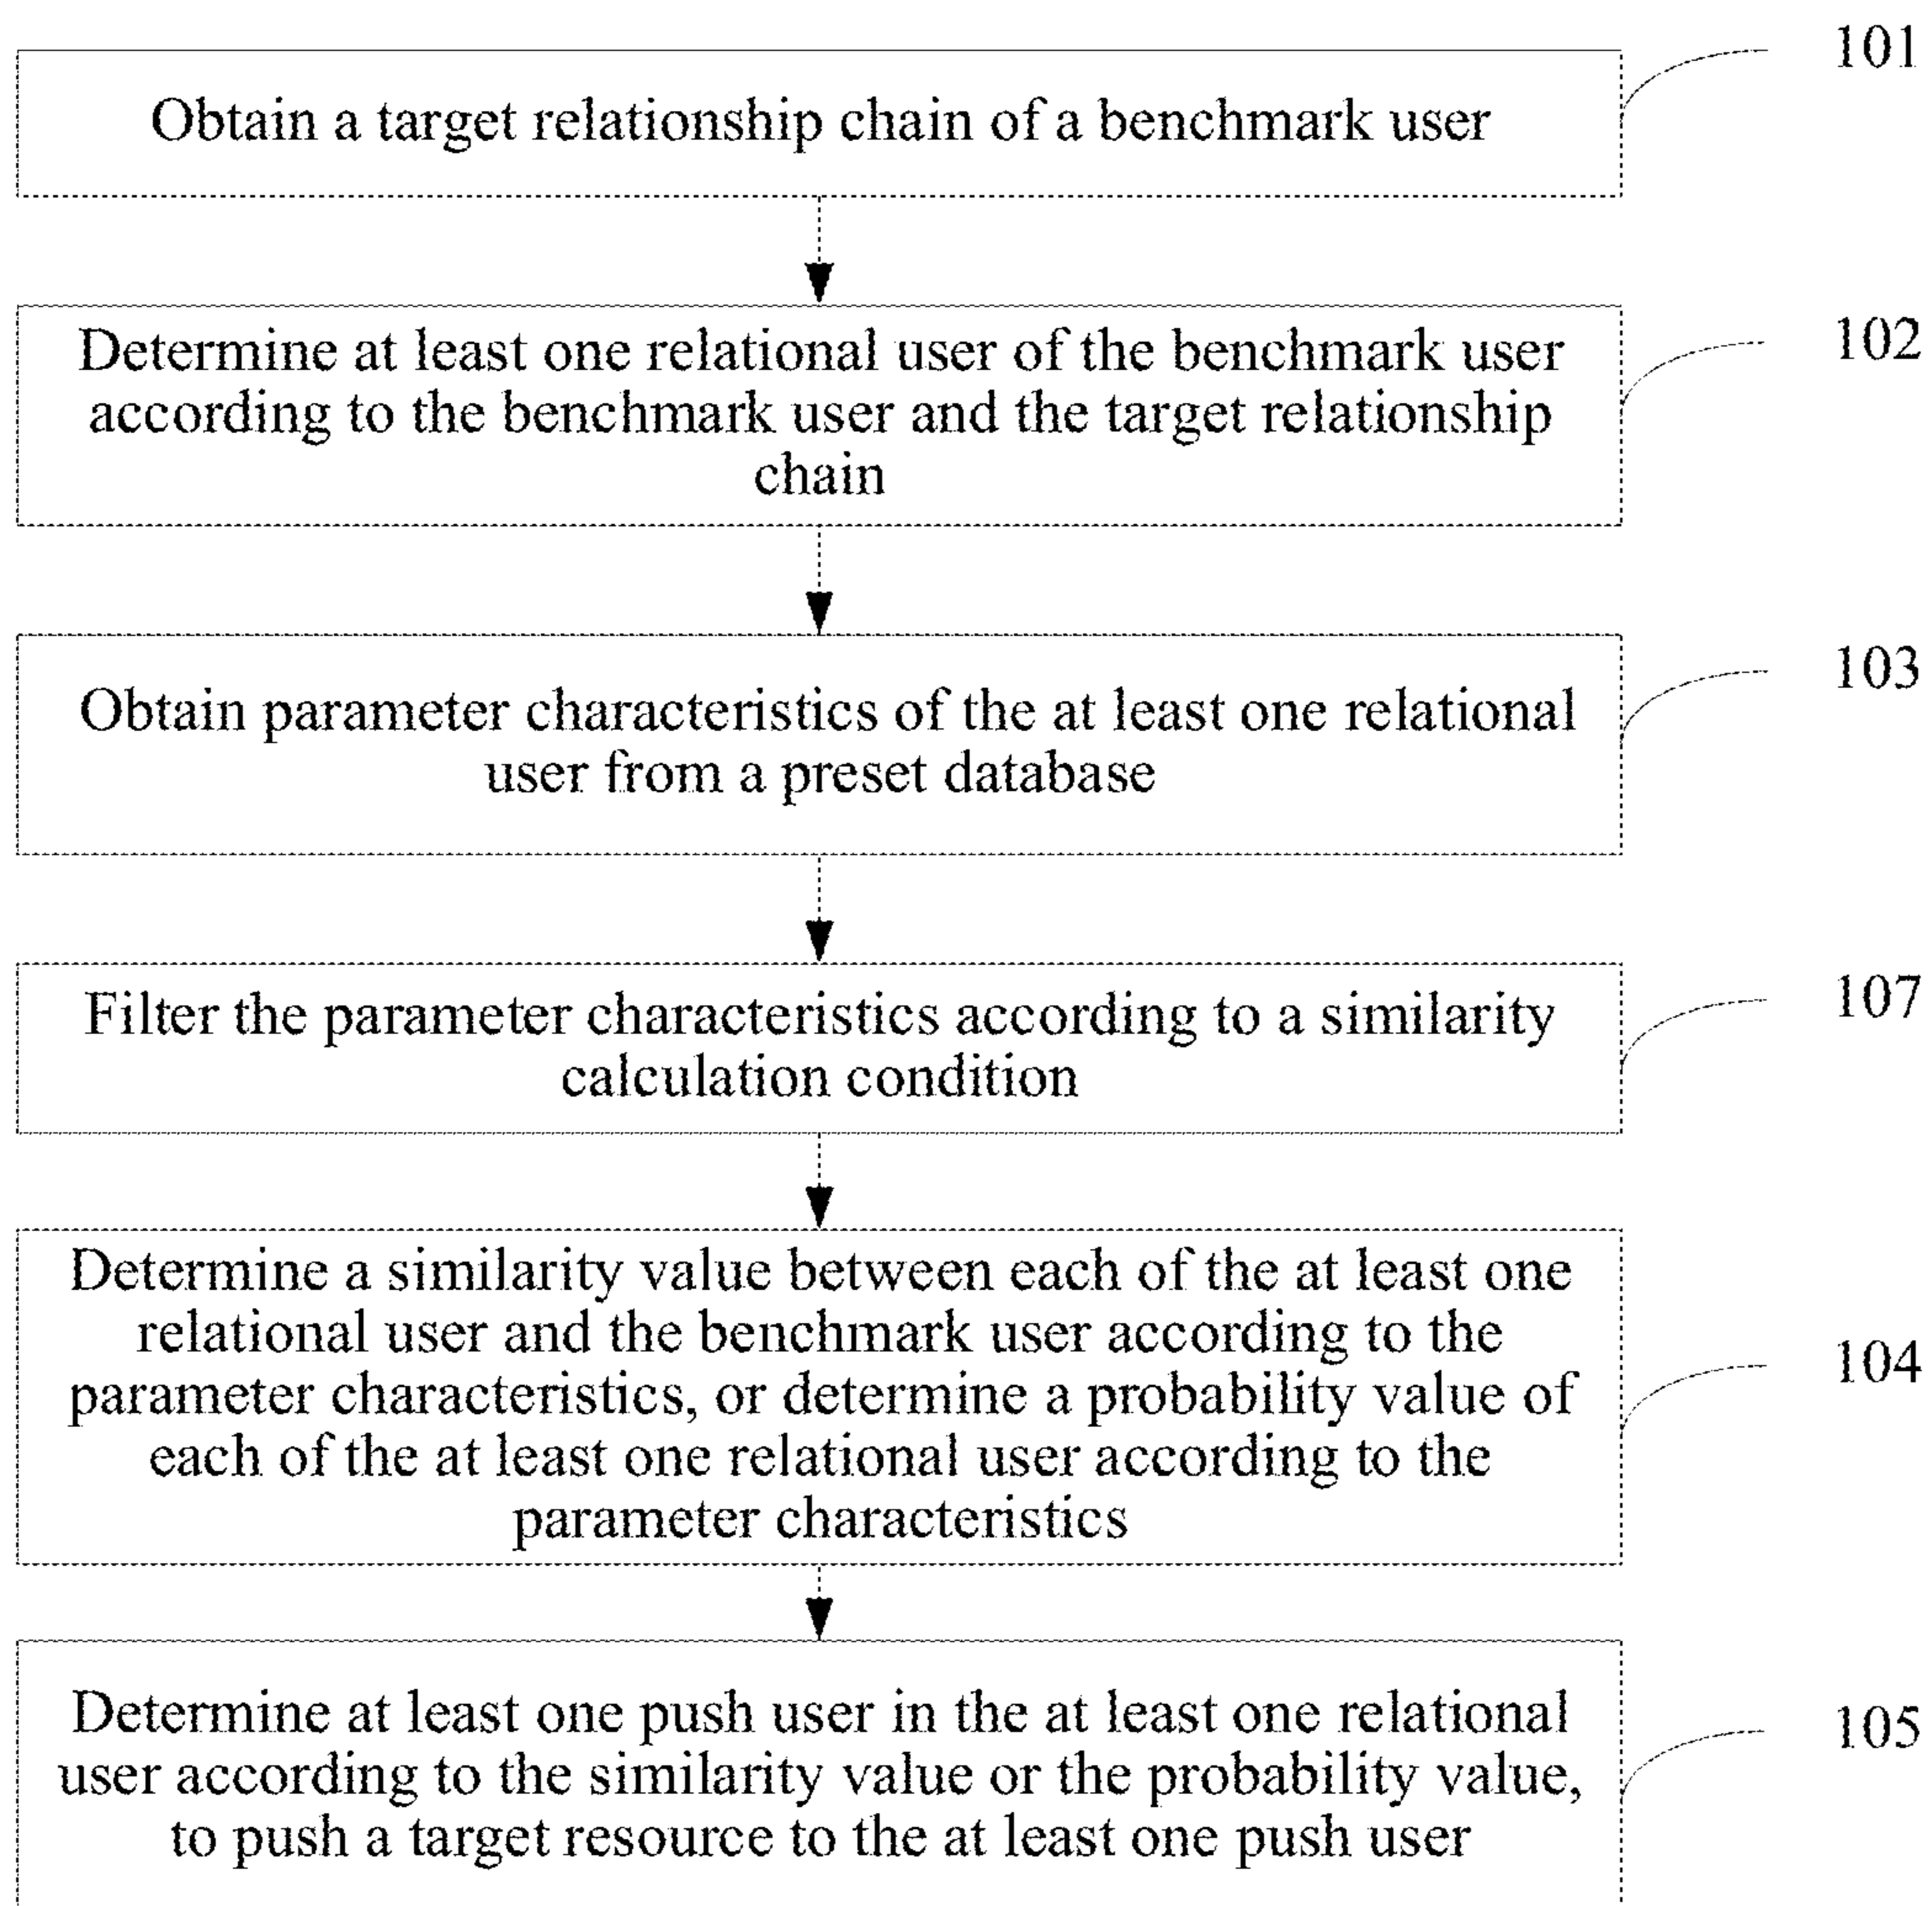 101
Obtain a target relationship chain of a benchmark user
102
Determine at least one relational user of the benchmark user
according to the benchmark user and the target relationship
chain
103
Obtain parameter characteristics of the at least one relational
user from a preset database
107
Filter the parameter characteristics according to a similarity
calculation condition
Determine a similarity value between each of the at least one
relational user and the benchmark user according to the
104
parameter characteristics, or determine a probability value of
each of the at least one relational user according to the
parameter characteristics
Determine at least one push user in the at least one relational
105
user according to the similarity value or the probability value,
to push a target resource to the at least one push user